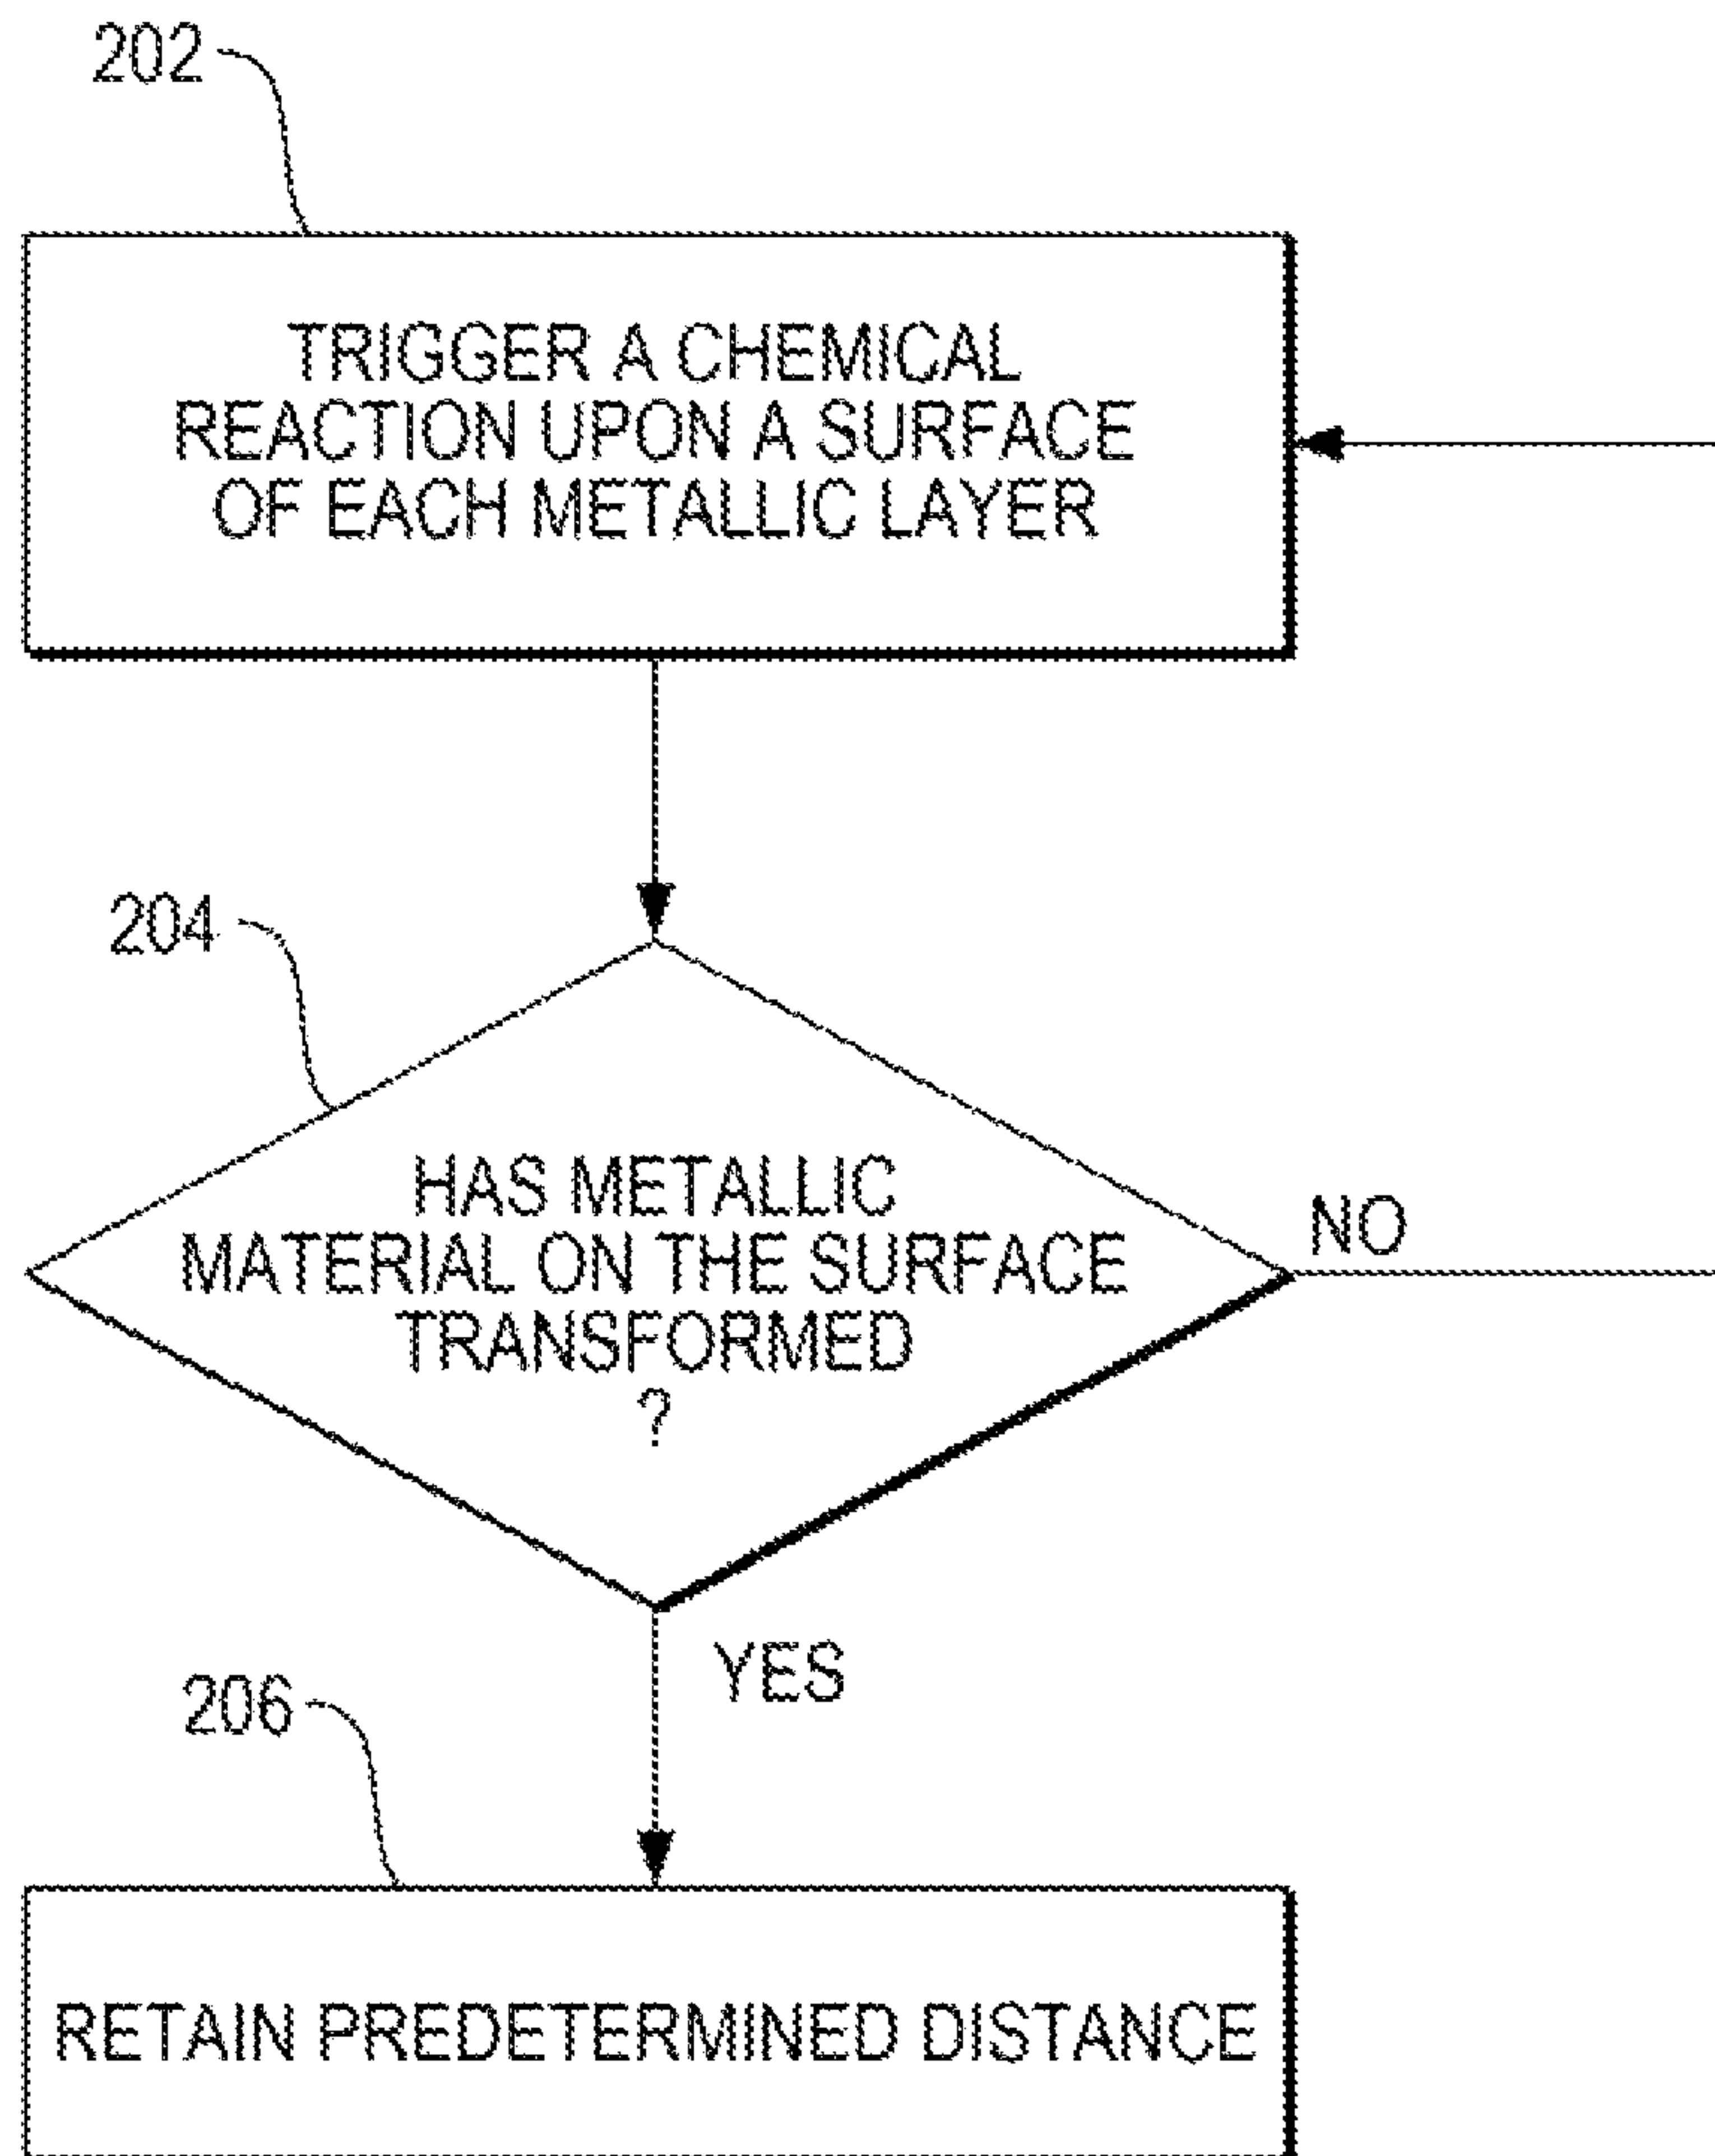 202
TRIGGER A CHEMICAL
REACTION UPON A SURFACE
OF EACH METALLIC LAYER
204
HAS METALLIC
MATERIAL ON THE SURFACE
TRANSFORMED
?
NO
YES
206
RETAIN PREDETERMINED DISTANCE